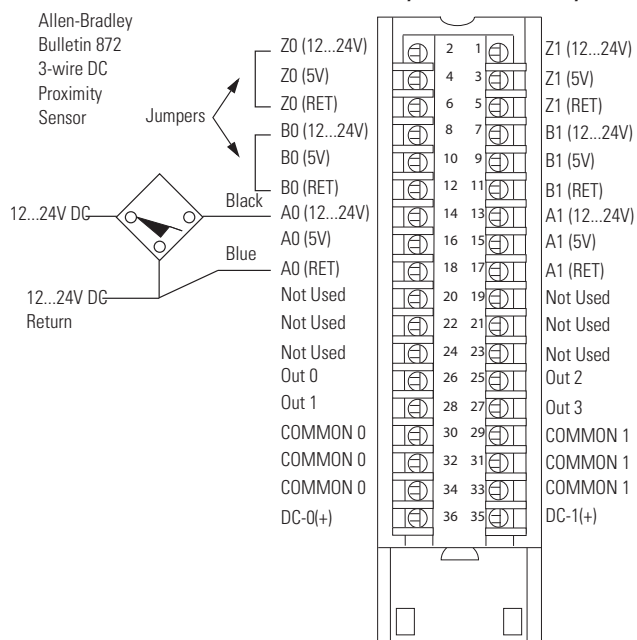 Allen-Bradley
Bulletin 872
3-wire DC
Proximity
Sensor
Jumpers
12...24V DC
Black
Blue
12...24V DC
Return
Z0 (12...24V) 2 1 Z1 (12...24V)
Z0 (5V) 4 3 Z1 (5V)
Z0 (RET) 6 5 Z1 (RET)
B0 (12...24V) 8 7 B1 (12...24V)
B0 (5V) 10 9 B1 (5V)
B0 (RET) 12 11 B1 (RET)
A0 (12...24V) 14 13 A1 (12...24V)
A0 (5V) 16 15 A1 (5V)
A0 (RET) 18 17 A1 (RET)
Not Used 20 19 Not Used
Not Used 22 21 Not Used
Not Used 24 23 Not Used
Out 0 26 25 Out 2
Out 1 28 27 Out 3
COMMON 0 30 29 COMMON 1
COMMON 0 32 31 COMMON 1
COMMON 0 34 33 COMMON 1
DC-0(+) 36 35 DC-1(+)